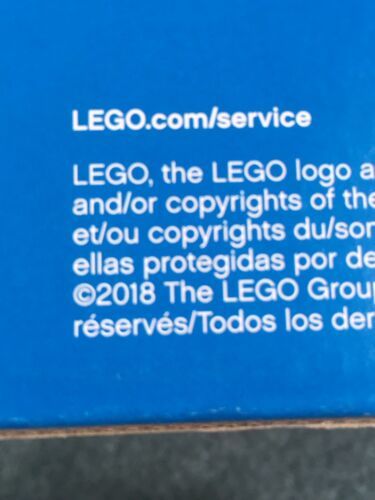 LEGO.com/service
LEGO, the LEGO logo a
and/or copyrights of the
et/ou copyrights du/son
ellas protegidas por de
©2018 The LEGO Group
réservés/Todos los der